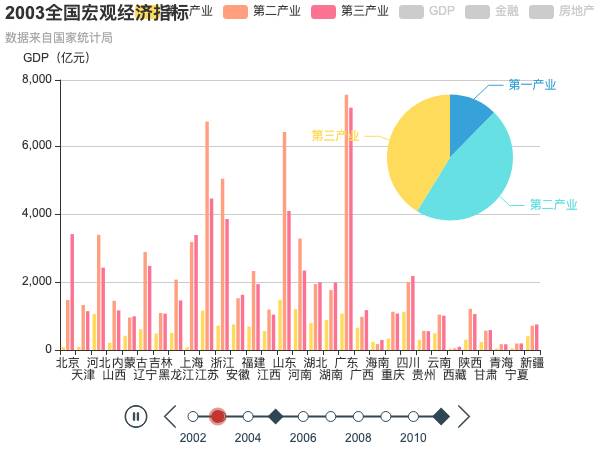 2003全国宏观经济指标
第一产业 第二产业 第三产业 GDP 金融 房地产
数据来自国家统计局
GDP（亿元）
8,000
6,000
4,000
2,000
0
第一产业
第三产业
第二产业
北京 河北 内蒙古 吉林 上海 浙江 福建 山东 湖北 广东 海南 四川 云南 陕西 青海 新疆
天津 山西 辽宁 黑龙江 江苏 安徽 江西 河南 湖南 广西 重庆 贵州 西藏 甘肃 宁夏
2002 2004 2006 2008 2010